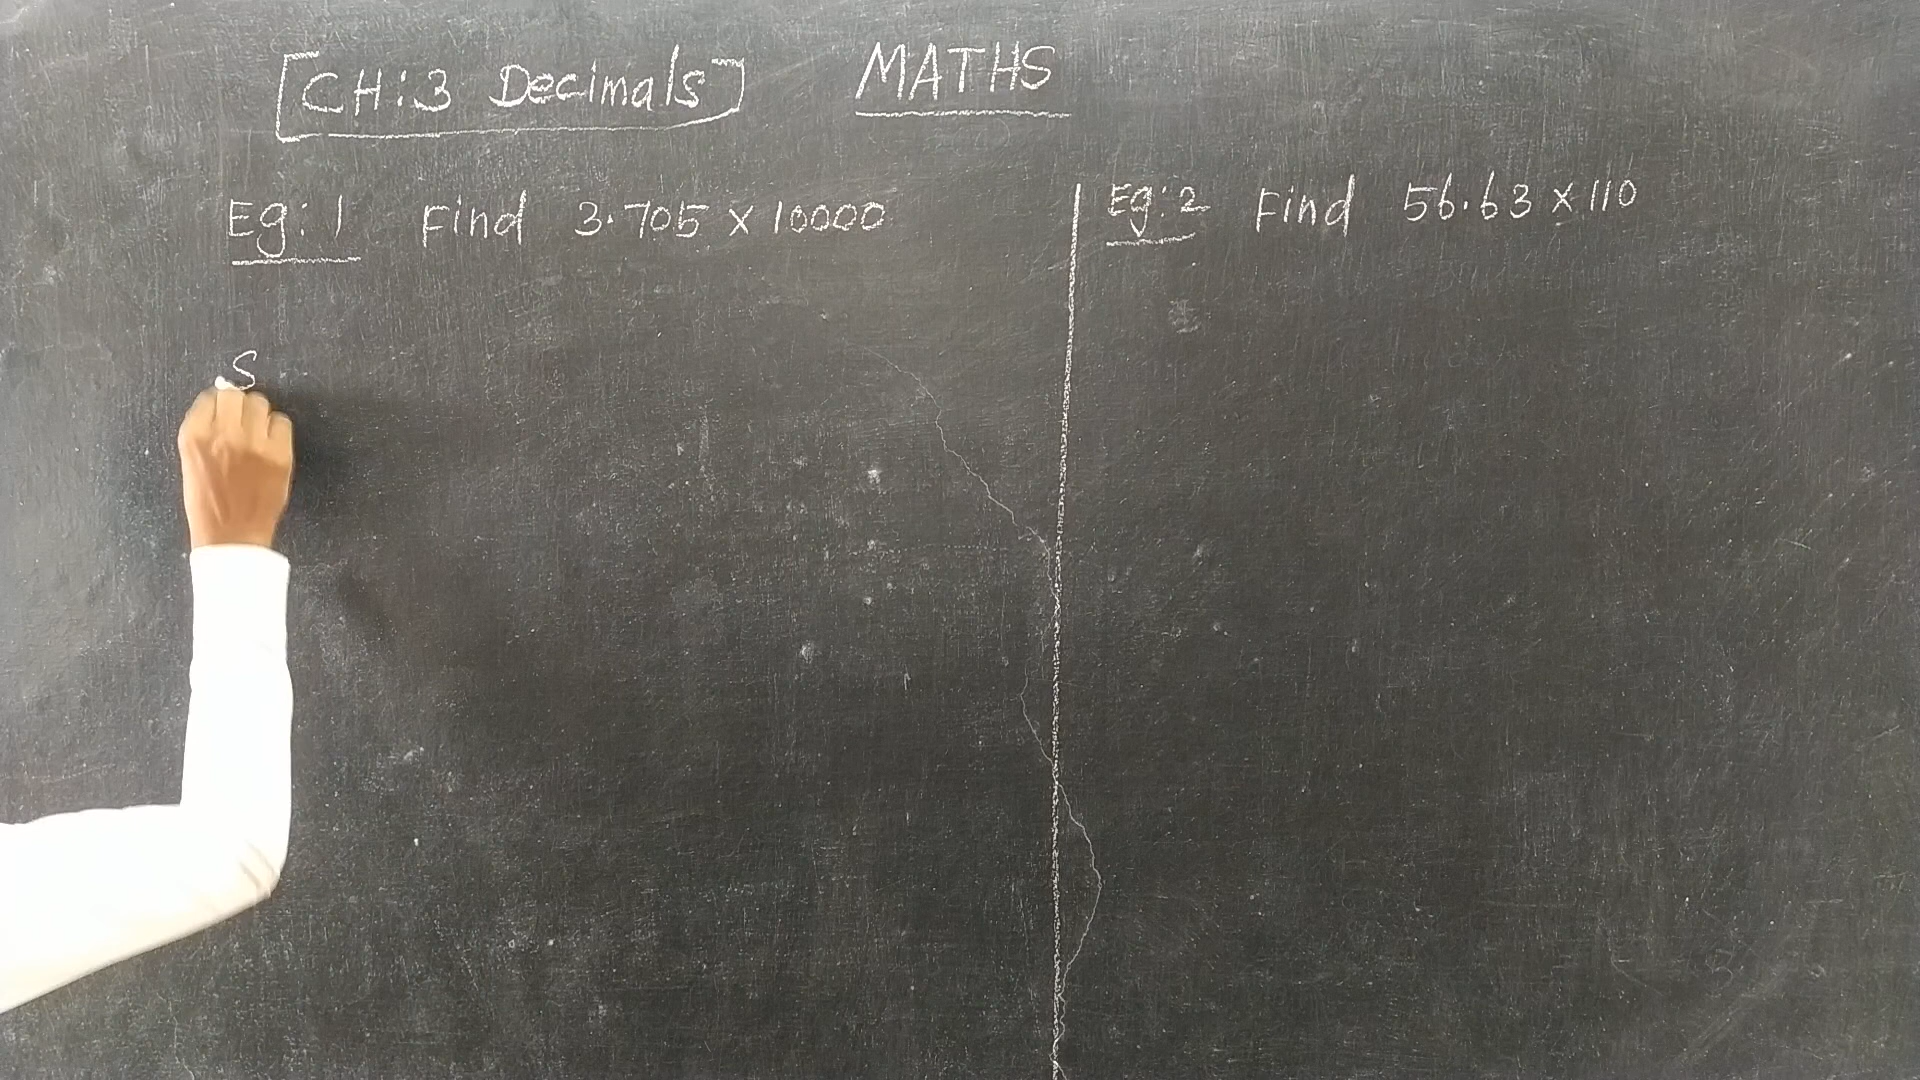 [CH:3 Decimals] MATHS
Eg:1 Find 3.705 × 10000
S
Eg:2 Find 56.63 × 110